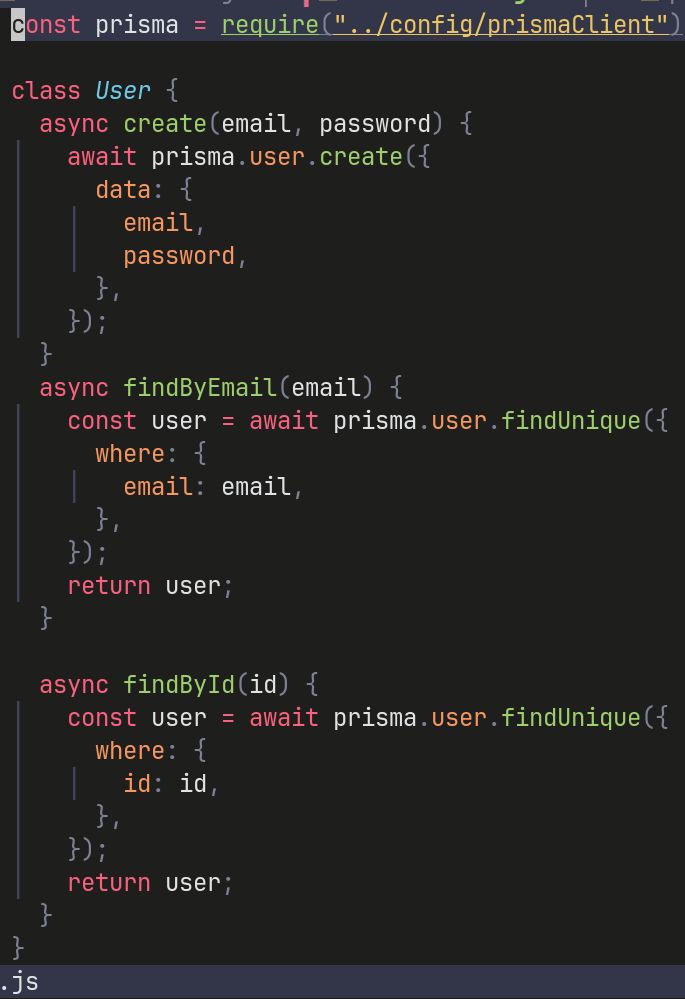 const prisma = require("../config/prismaClient")
class User {
  async create(email, password) {
    await prisma.user.create({
      data: {
        email,
        password,
      },
    });
  }
  async findByEmail(email) {
    const user = await prisma.user.findUnique({
      where: {
        email: email,
      },
    });
    return user;
  }
  async findById(id) {
    const user = await prisma.user.findUnique({
      where: {
        id: id,
      },
    });
    return user;
  }
}
.js